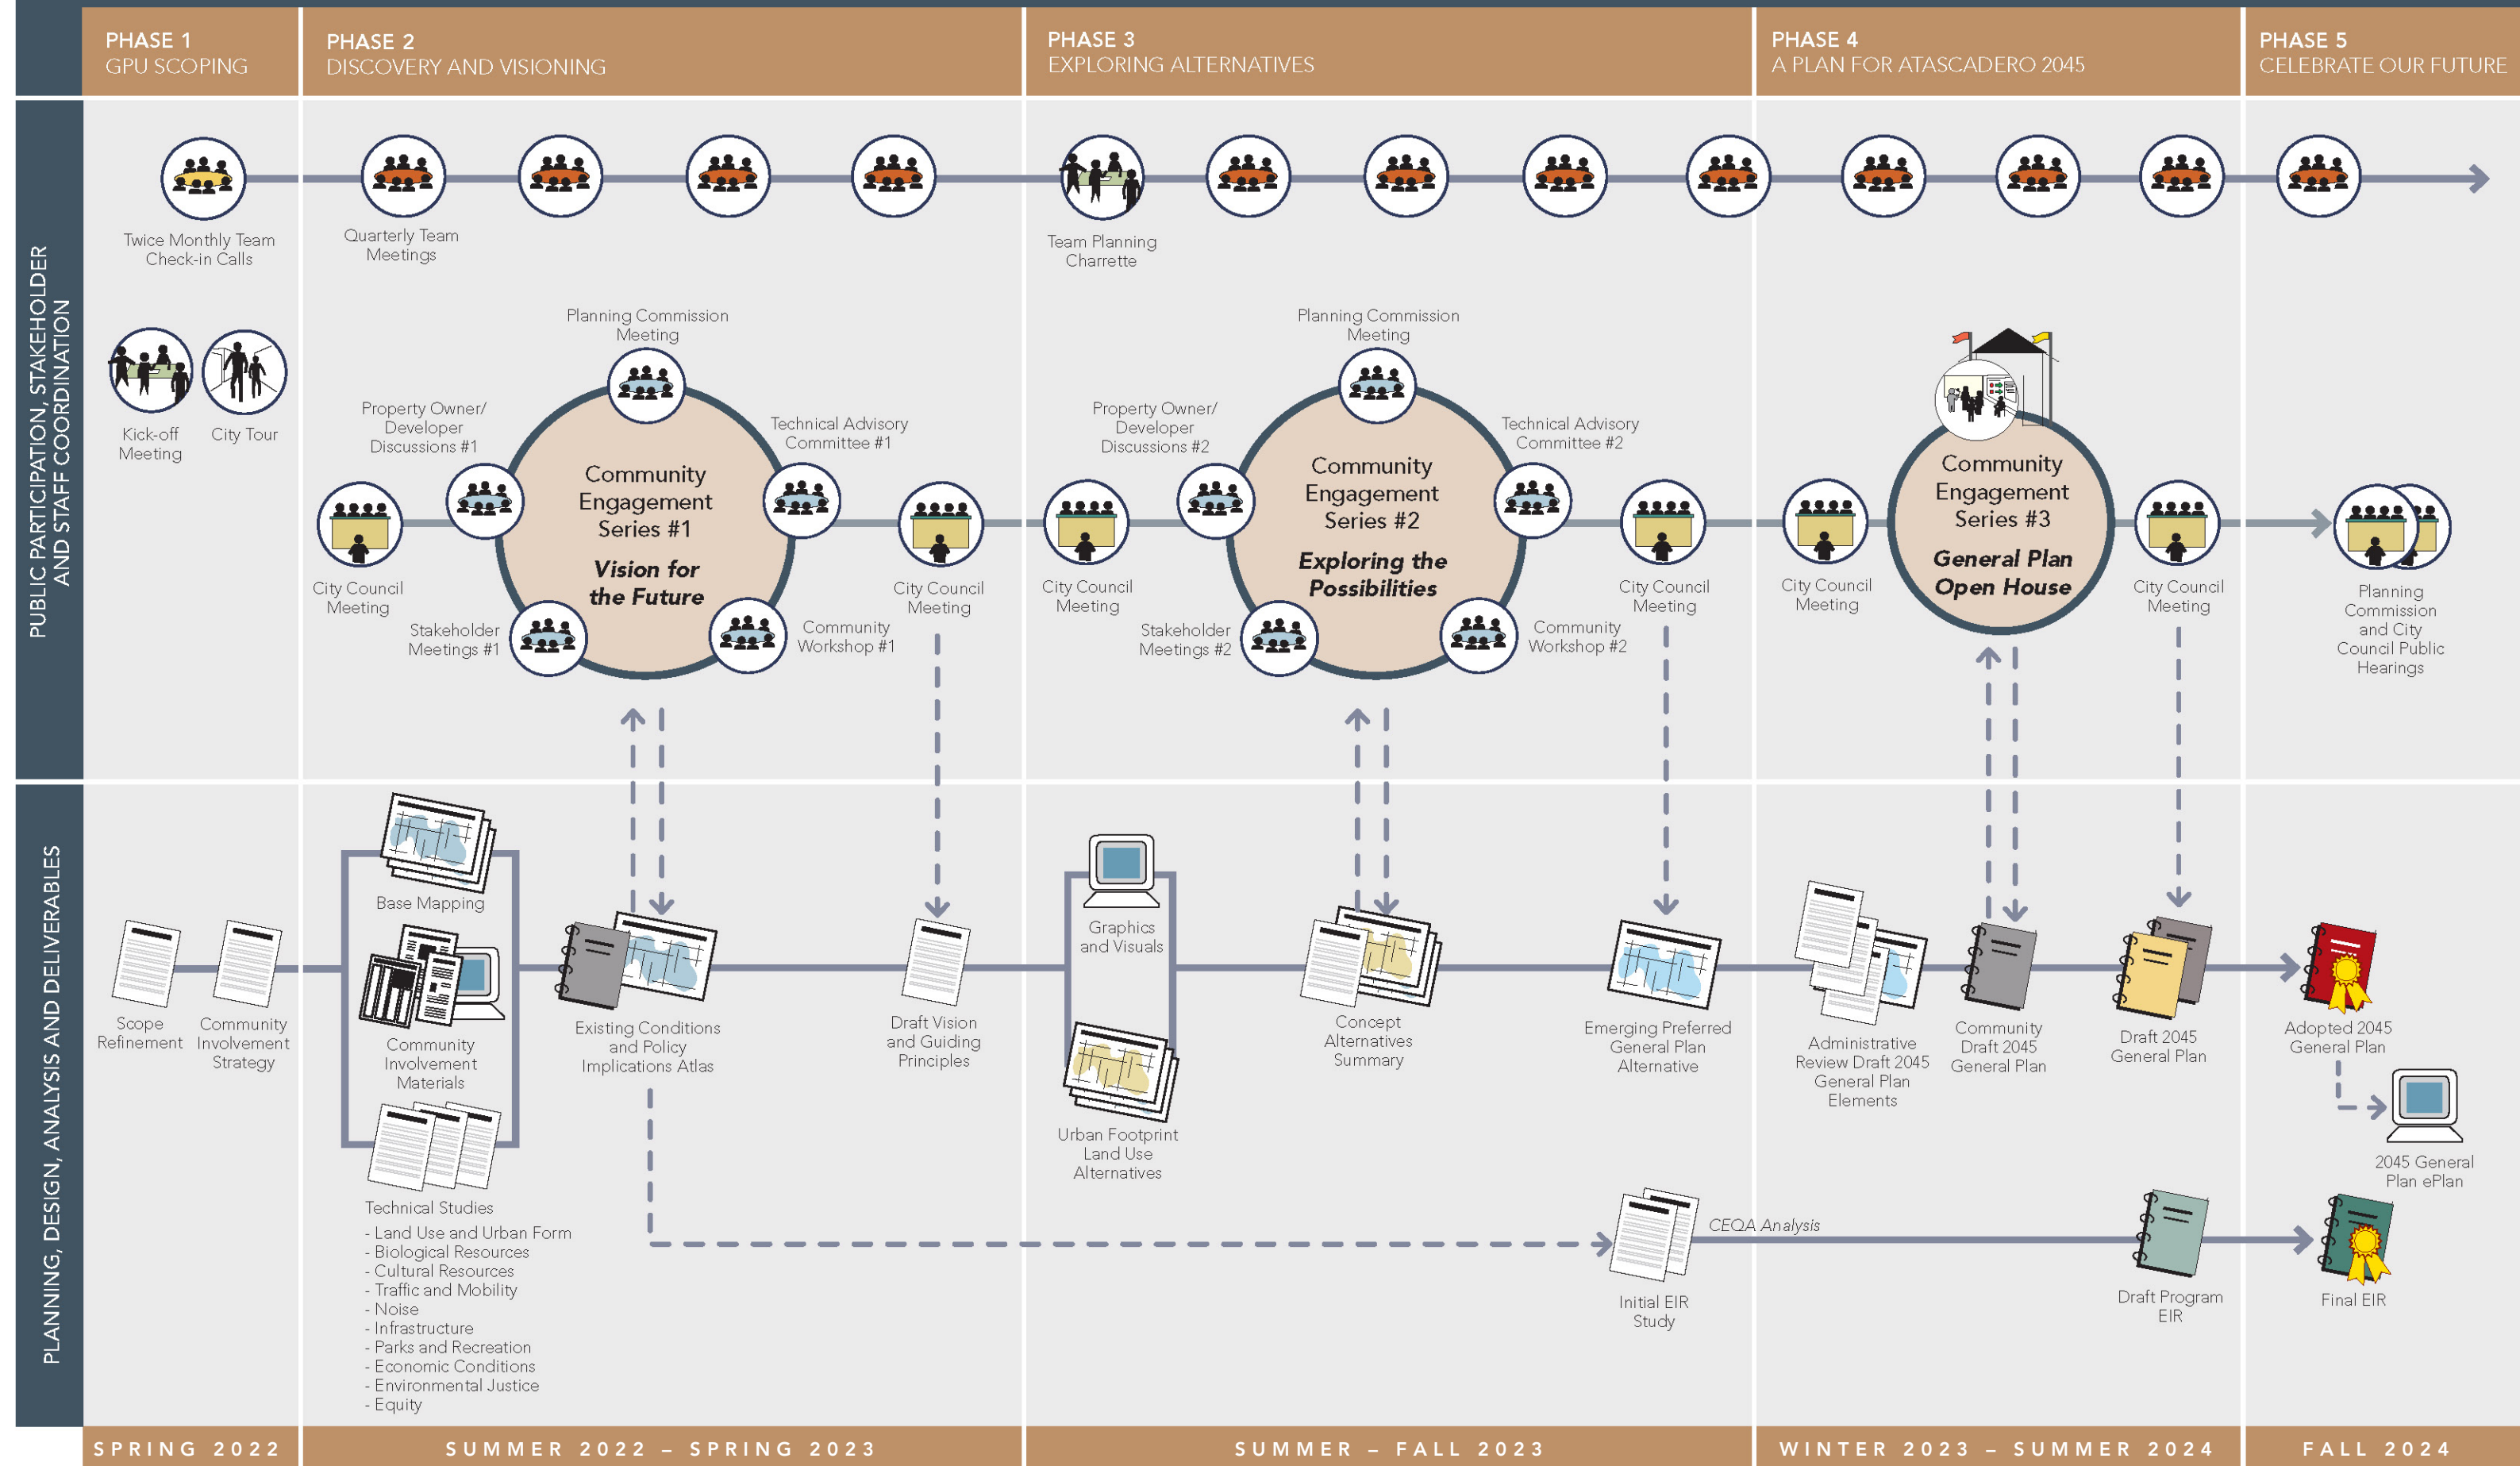 PHASE 1
GPU SCOPING
PHASE 2
DISCOVERY AND VISIONING
PHASE 3
EXPLORING ALTERNATIVES
PHASE 4
A PLAN FOR ATASCADERO 2045
PHASE 5
CELEBRATE OUR FUTURE
PUBLIC PARTICIPATION, STAKEHOLDER
AND STAFF COORDINATION
Twice Monthly Team
Check-in Calls
Quarterly Team
Meetings
Team Planning
Charrette
Kick-off
Meeting
City Tour
Planning Commission
Meeting
Property Owner/
Developer
Discussions #1
Technical Advisory
Committee #1
Community
Engagement
Series #1
Vision for
the Future
City Council
Meeting
Stakeholder
Meetings #1
Community
Workshop #1
City Council
Meeting
Planning Commission
Meeting
Property Owner/
Developer
Discussions #2
Technical Advisory
Committee #2
Community
Engagement
Series #2
Exploring the
Possibilities
City Council
Meeting
Stakeholder
Meetings #2
Community
Workshop #2
City Council
Meeting
Community
Engagement
Series #3
General Plan
Open House
City Council
Meeting
City Council
Meeting
Planning
Commission
and City
Council Public
Hearings
PLANNING, DESIGN, ANALYSIS AND DELIVERABLES
Scope
Refinement
Community
Involvement
Strategy
Base Mapping
Community
Involvement
Materials
Technical Studies
- Land Use and Urban Form
- Biological Resources
- Cultural Resources
- Traffic and Mobility
- Noise
- Infrastructure
- Parks and Recreation
- Economic Conditions
- Environmental Justice
- Equity
Existing Conditions
and Policy
Implications Atlas
Draft Vision
and Guiding
Principles
Graphics
and Visuals
Urban Footprint
Land Use
Alternatives
Concept
Alternatives
Summary
Emerging Preferred
General Plan
Alternative
Administrative
Review Draft 2045
General Plan
Elements
Community
Draft 2045
General Plan
Draft 2045
General Plan
Adopted 2045
General Plan
2045 General
Plan ePlan
Initial EIR
Study
CEQA Analysis
Draft Program
EIR
Final EIR
SPRING 2022
SUMMER 2022 – SPRING 2023
SUMMER – FALL 2023
WINTER 2023 – SUMMER 2024
FALL 2024